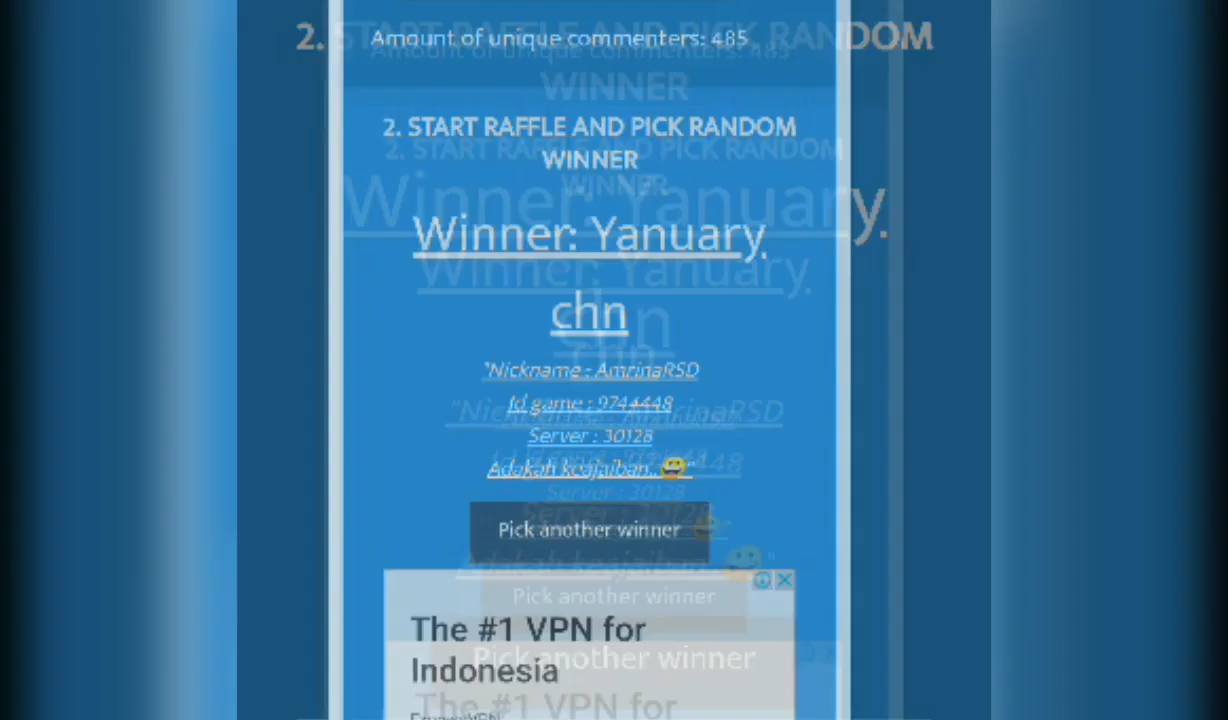 Amount of unique commenters: 485
2. START RAFFLE AND PICK RANDOM
WINNER
Winner: Yanuary
chn
"Nickname : AmrinaRSD
Id game : 9744448
Server : 30128
Adakah keajaiban..😀"
Pick another winner
The #1 VPN for
Indonesia